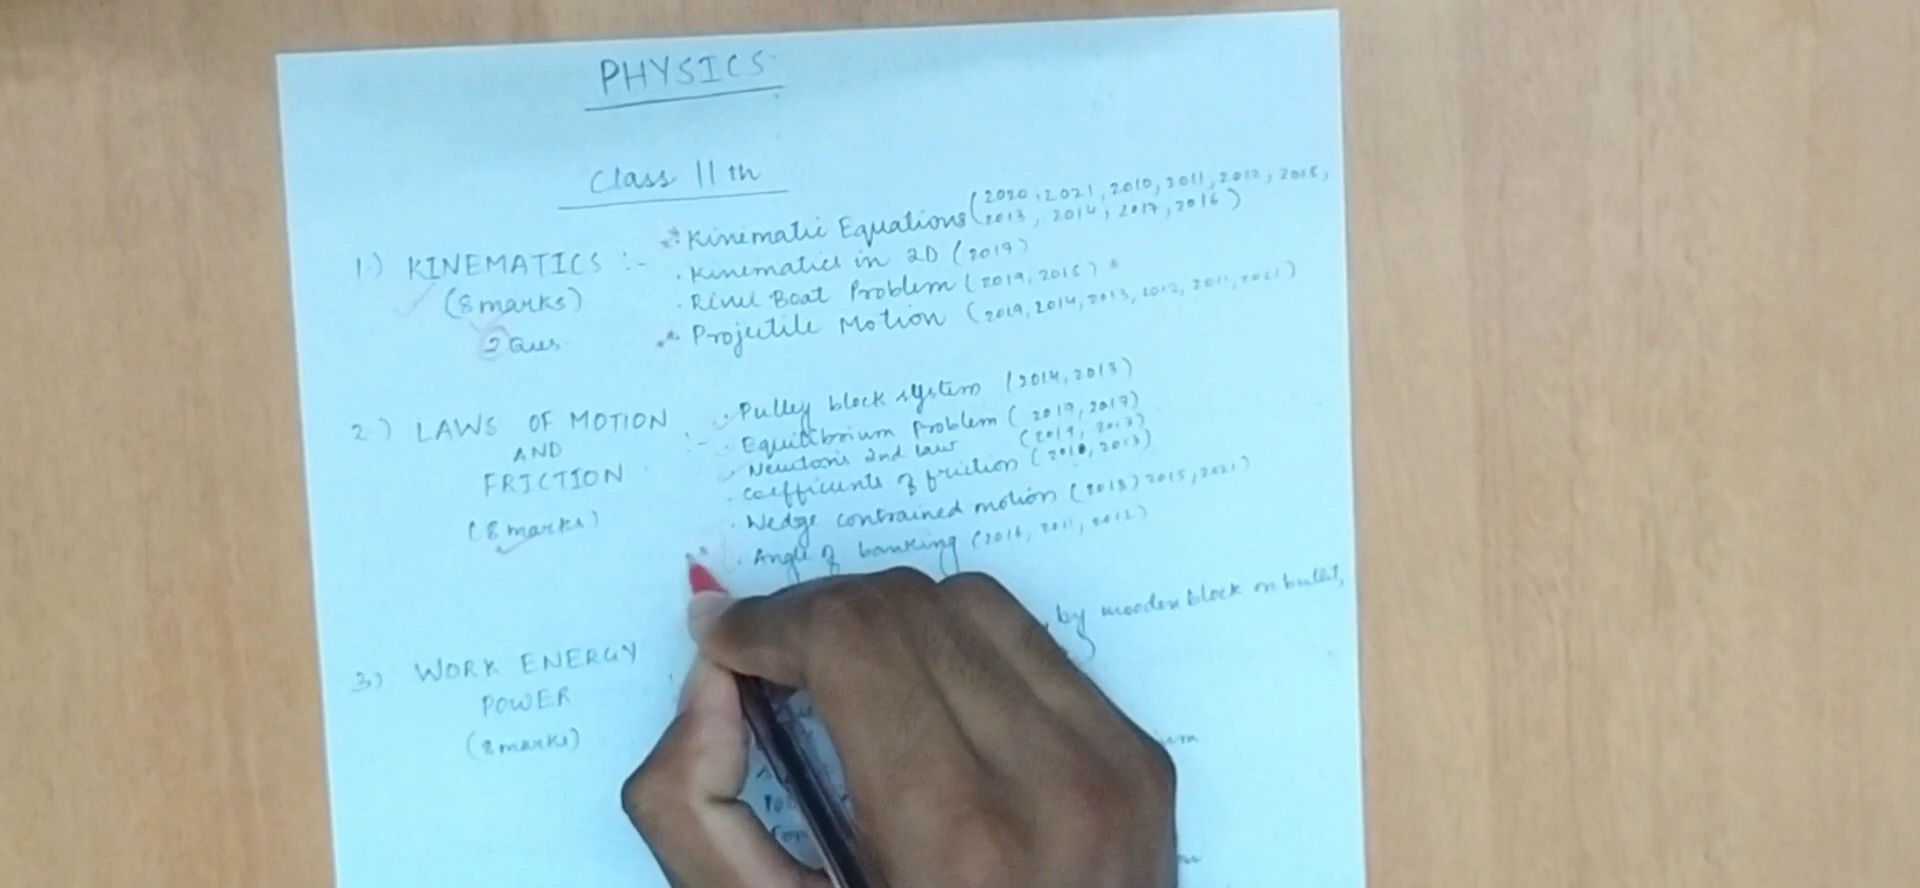 PHYSICS
Class 11th
1.) KINEMATICS :-
(8 marks)
2 Ques.
Kinematic Equations (2020, 2021, 2010, 2011, 2012, 2015,
2013, 2014, 2017, 2016)
. Kinematics in 2D (2019)
. River Boat Problem (2019, 2015)
Projectile Motion (2019, 2014, 2013, 2012, 2011, 2021)
2.) LAWS OF MOTION
AND
FRICTION :-
(8 marks)
. Pulley block system (2014, 2013)
. Equilibrium Problem (2019, 2017)
. Newton's 2nd law (2019, 2013)
. Coefficients of friction (2018, 2013)
. Wedge contrained motion (2018) 2015, 2021)
. Angle of banking (2016, 2011, 2012)
3) WORK ENERGY
POWER
(8 marks)
by wooden block on bullet,